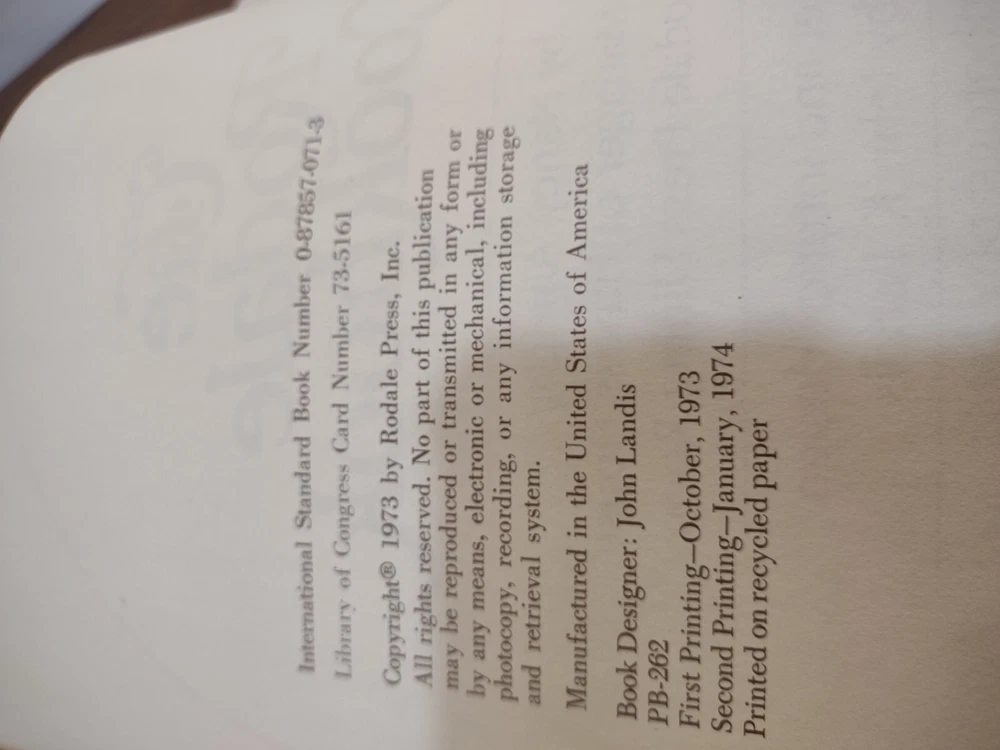 International Standard Book Number 0-87857-071-3
Library of Congress Card Number 73-5161
Copyright® 1973 by Rodale Press, Inc.
All rights reserved. No part of this publication
may be reproduced or transmitted in any form or
by any means, electronic or mechanical, including
photocopy, recording, or any information storage
and retrieval system.
Manufactured in the United States of America
Book Designer: John Landis
PB-262
First Printing—October, 1973
Second Printing—January, 1974
Printed on recycled paper